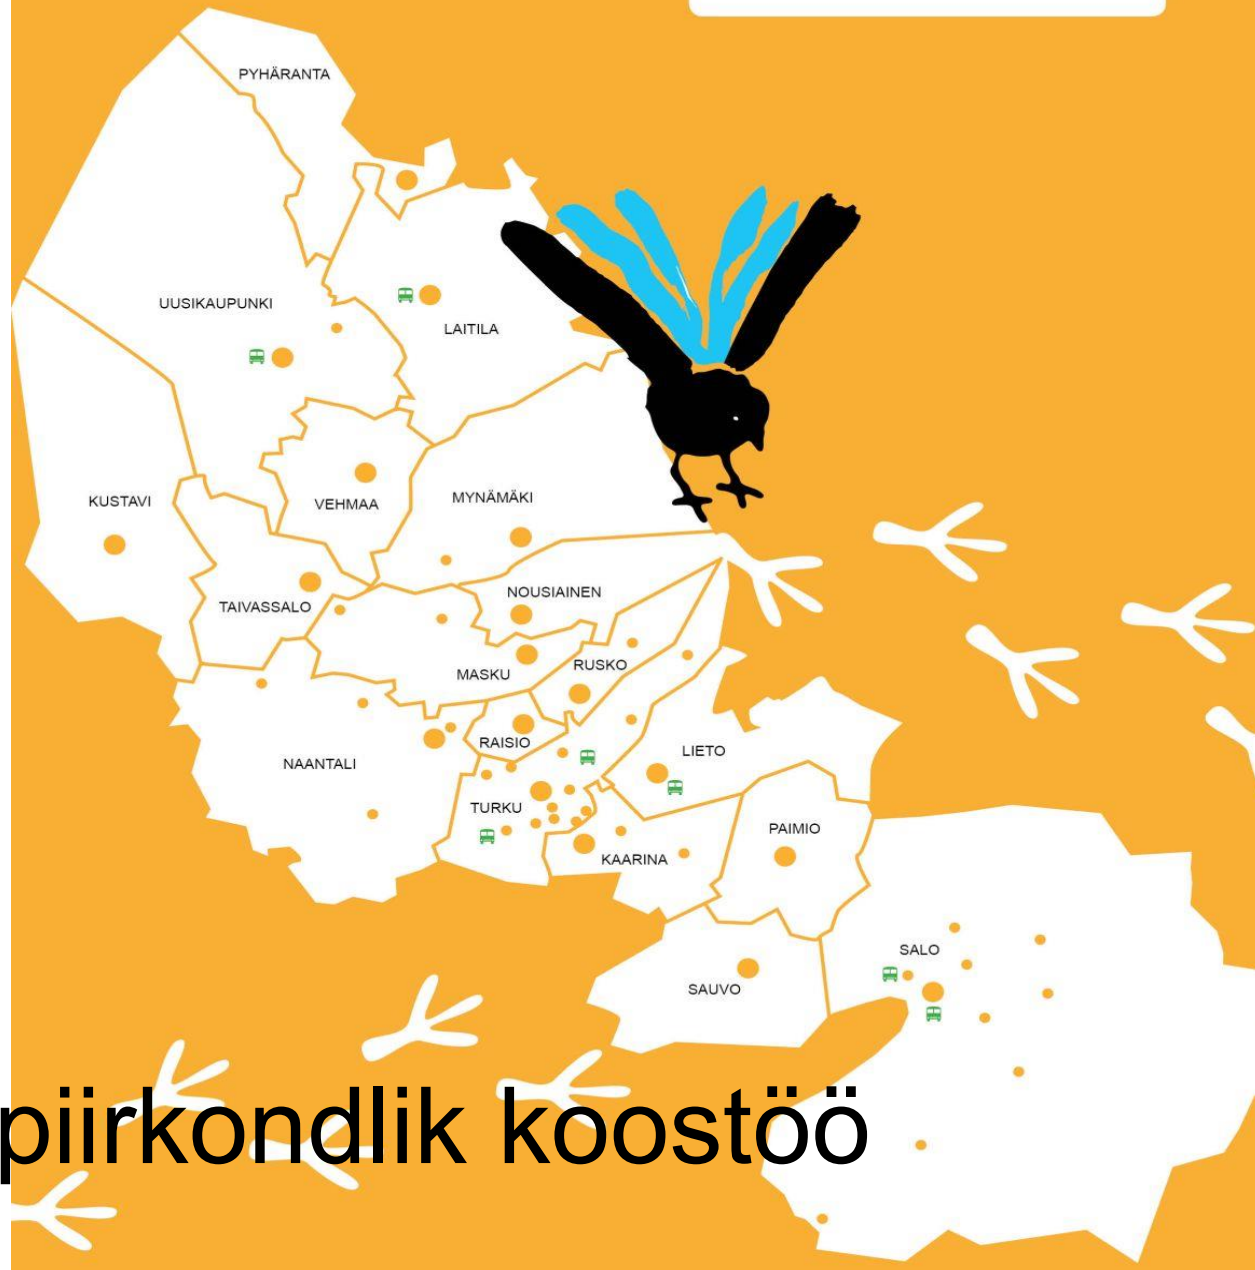 PYHÄRANTA
UUSIKAUPUNKI
LAITILA
KUSTAVI
VEHMAA
MYNÄMÄKI
TAIVASSALO
NOUSIAINEN
MASKU
RUSKO
NAANTALI
RAISIO
LIETO
TURKU
PAIMIO
KAARINA
SALO
SAUVO
piirkondlik koostöö